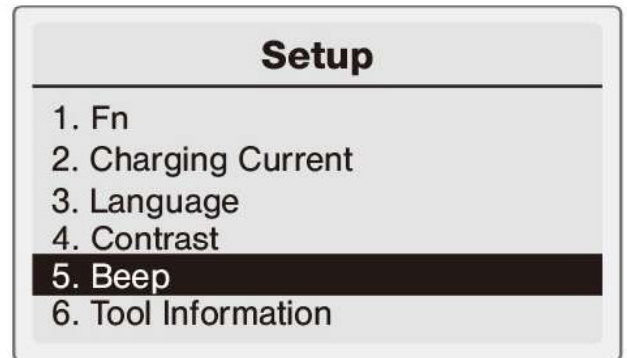 Setup
1. Fn
2. Charging Current
3. Language
4. Contrast
5. Beep
6. Tool Information